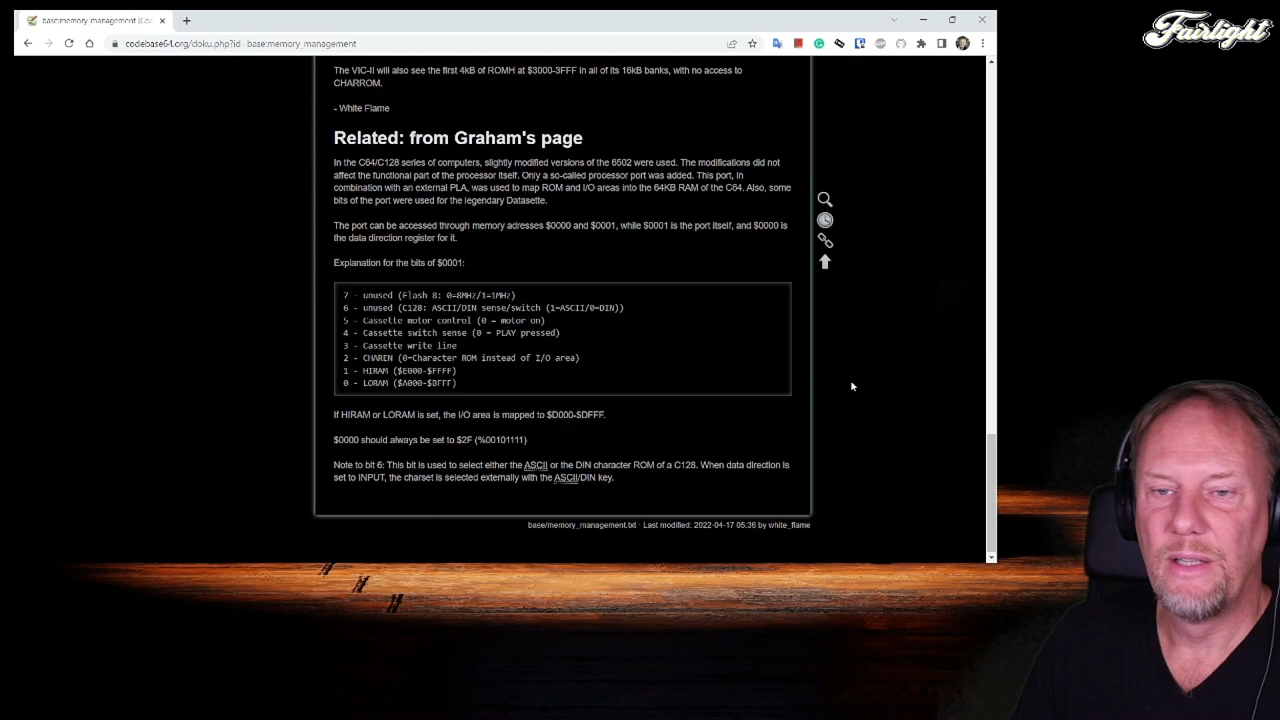 base:memory_management [Co
codebase64.org/doku.php?id=base:memory_management
Fairlight
The VIC-II will also see the first 4kB of ROMH at $3000-3FFF in all of its 16kB banks, with no access to
CHARROM.
- White Flame
Related: from Graham's page
In the C64/C128 series of computers, slightly modified versions of the 6502 were used. The modifications did not
affect the functional part of the processor itself. Only a so-called processor port was added. This port, in
combination with an external PLA, was used to map ROM and I/O areas into the 64KB RAM of the C64. Also, some
bits of the port were used for the legendary Datasette.
The port can be accessed through memory adresses $0000 and $0001, while $0001 is the port itself, and $0000 is
the data direction register for it.
Explanation for the bits of $0001:
7 - unused (Flash 8: 0=8MHz/1=1MHz)
6 - unused (C128: ASCII/DIN sense/switch (1=ASCII/0=DIN))
5 - Cassette motor control (0 = motor on)
4 - Cassette switch sense (0 = PLAY pressed)
3 - Cassette write line
2 - CHAREN (0=Character ROM instead of I/O area)
1 - HIRAM ($E000-$FFFF)
0 - LORAM ($A000-$BFFF)
If HIRAM or LORAM is set, the I/O area is mapped to $D000-$DFFF.
$0000 should always be set to $2F (%00101111)
Note to bit 6: This bit is used to select either the ASCII or the DIN character ROM of a C128. When data direction is
set to INPUT, the charset is selected externally with the ASCII/DIN key.
base/memory_management.txt · Last modified: 2022-04-17 05:36 by white_flame